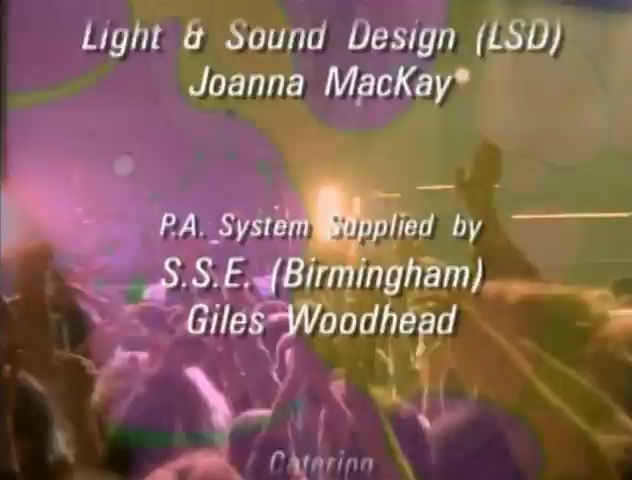 Light & Sound Design (LSD)
Joanna MacKay
P.A. System Supplied by
S.S.E. (Birmingham)
Giles Woodhead
Catering